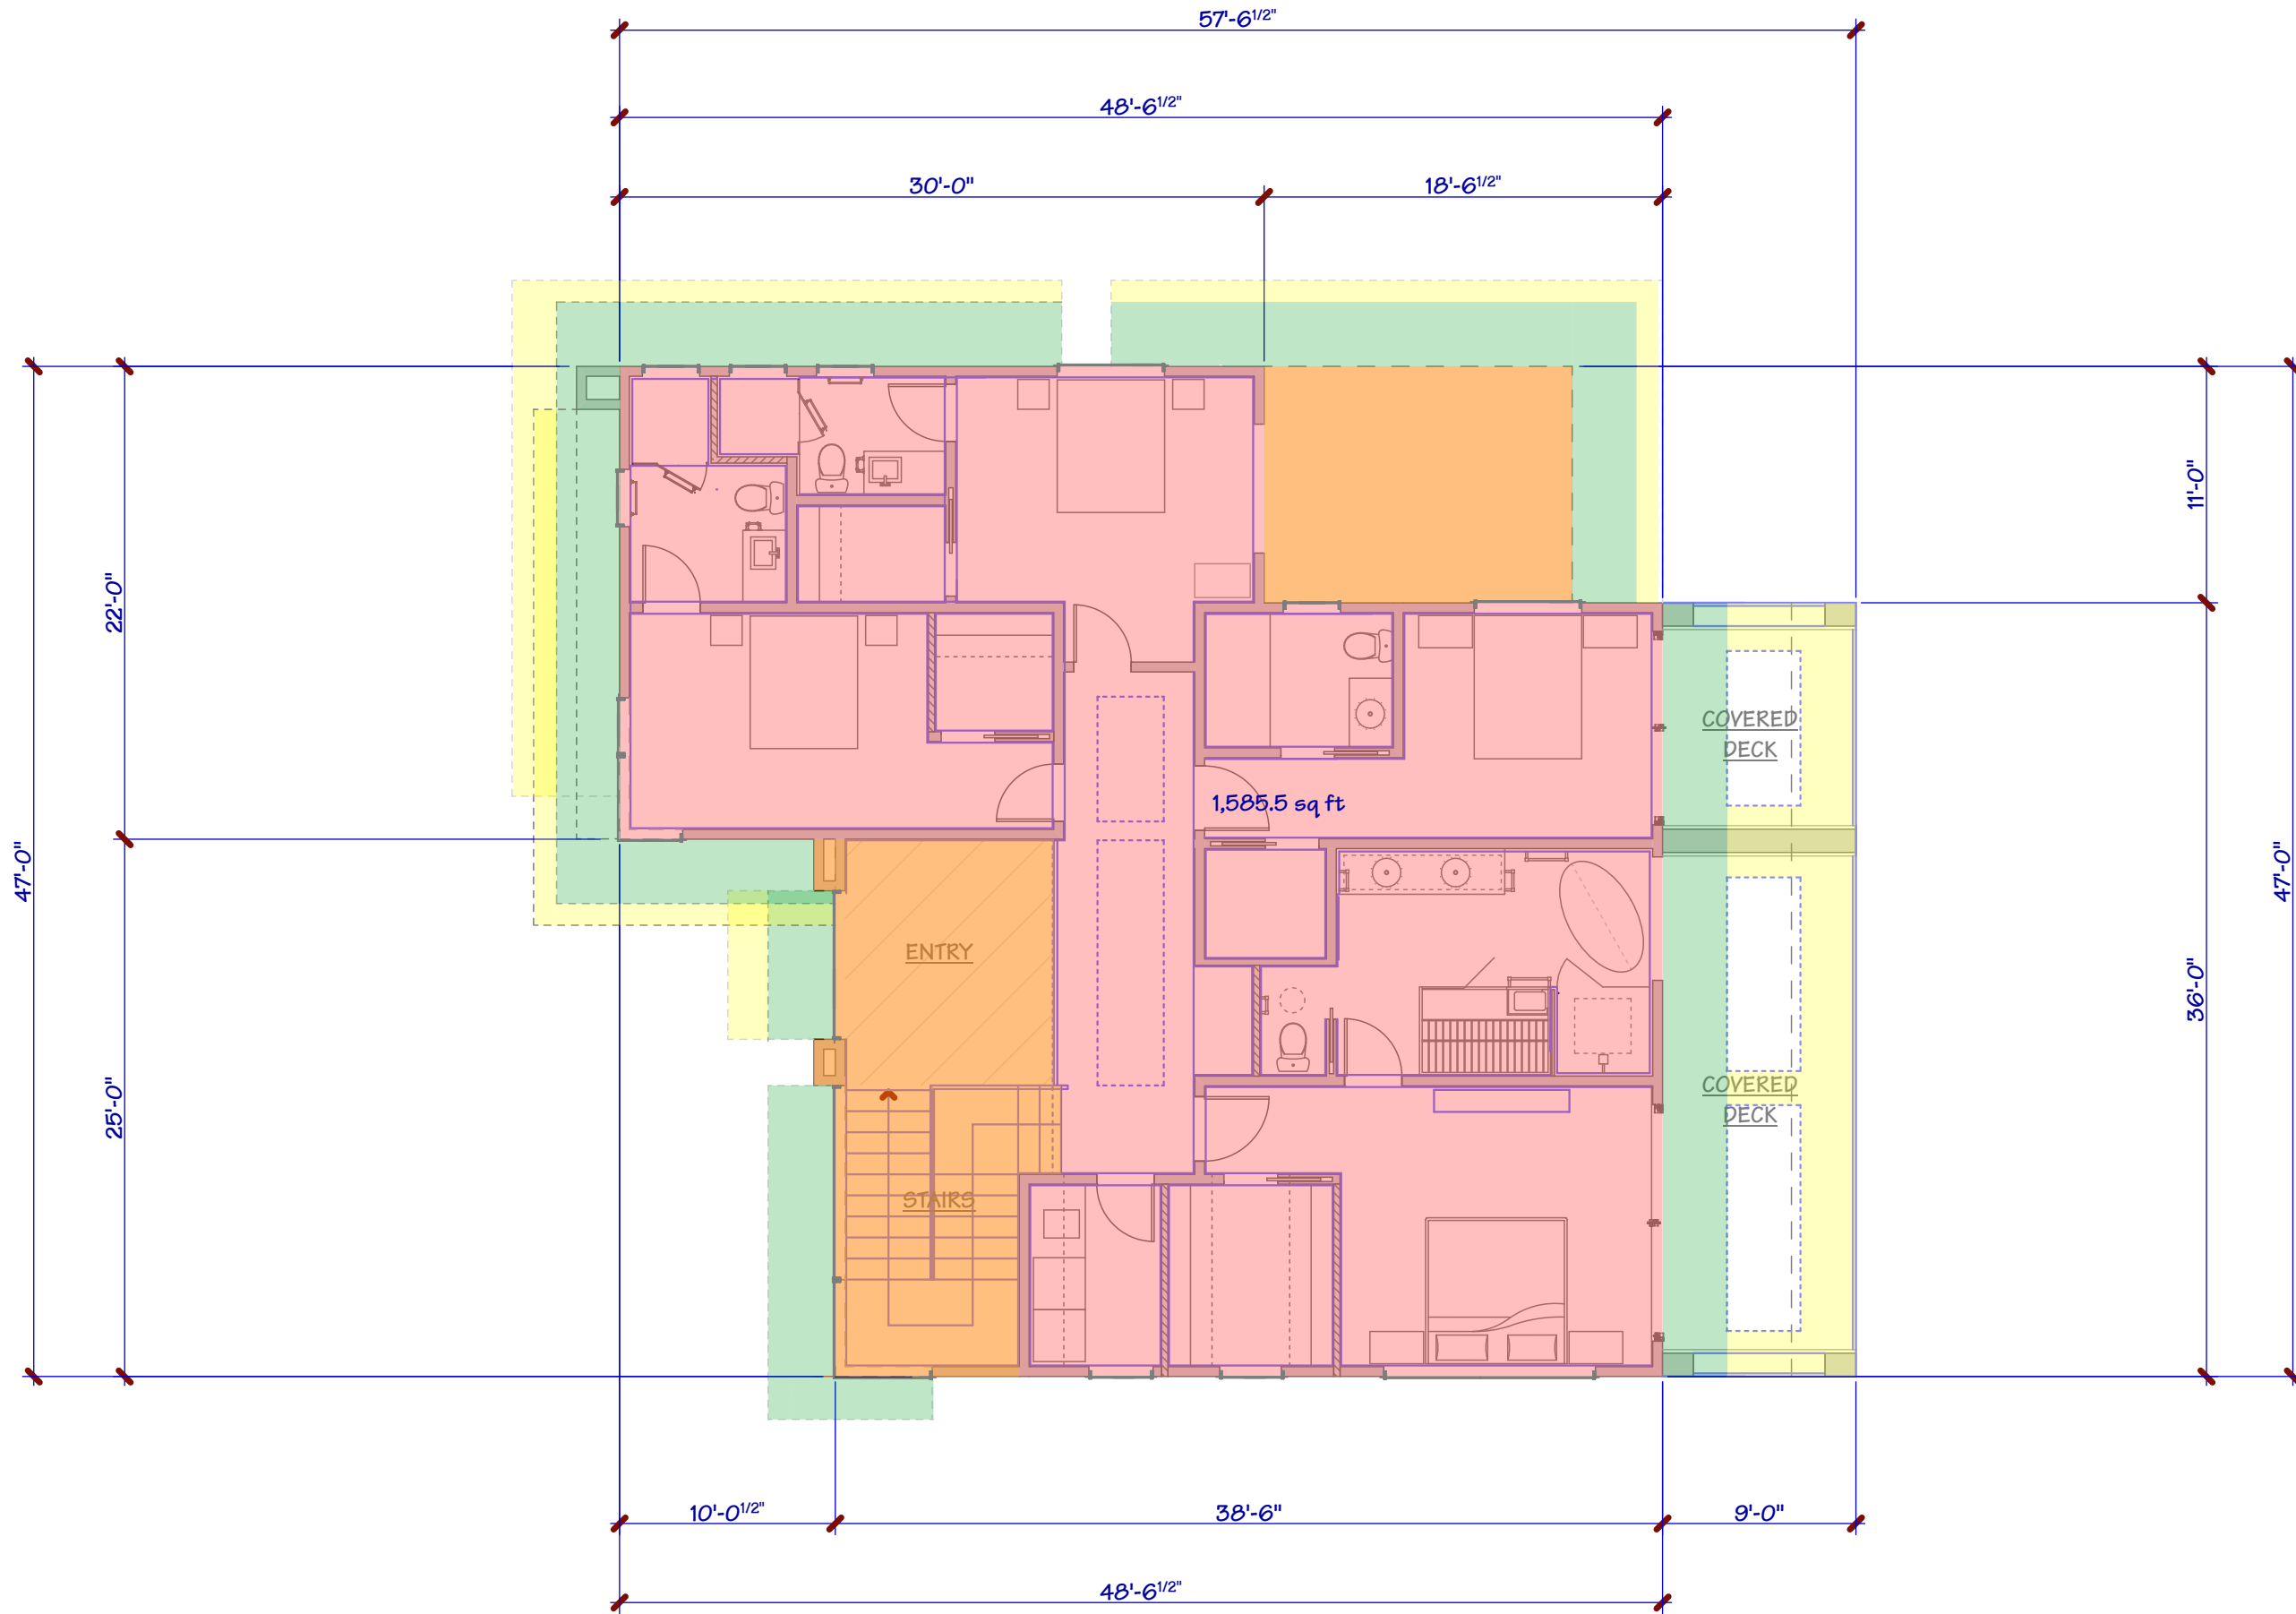 57'-6 1/2"
48'-6 1/2"
30'-0"
18'-6 1/2"
11'-0"
22'-0"
COVERED
DECK
1,585.5 sq ft
47'-0"
47'-0"
ENTRY
36'-0"
COVERED
DECK
25'-0"
STAIRS
10'-0 1/2"
38'-6"
9'-0"
48'-6 1/2"